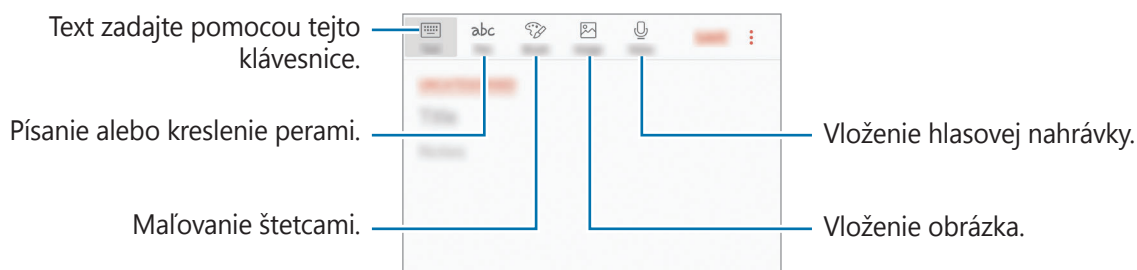 Text zadajte pomocou tejto
klávesnice.
abc
Písanie alebo kreslenie perami.
Vloženie hlasovej nahrávky.
Maľovanie štetcami.
Vloženie obrázka.